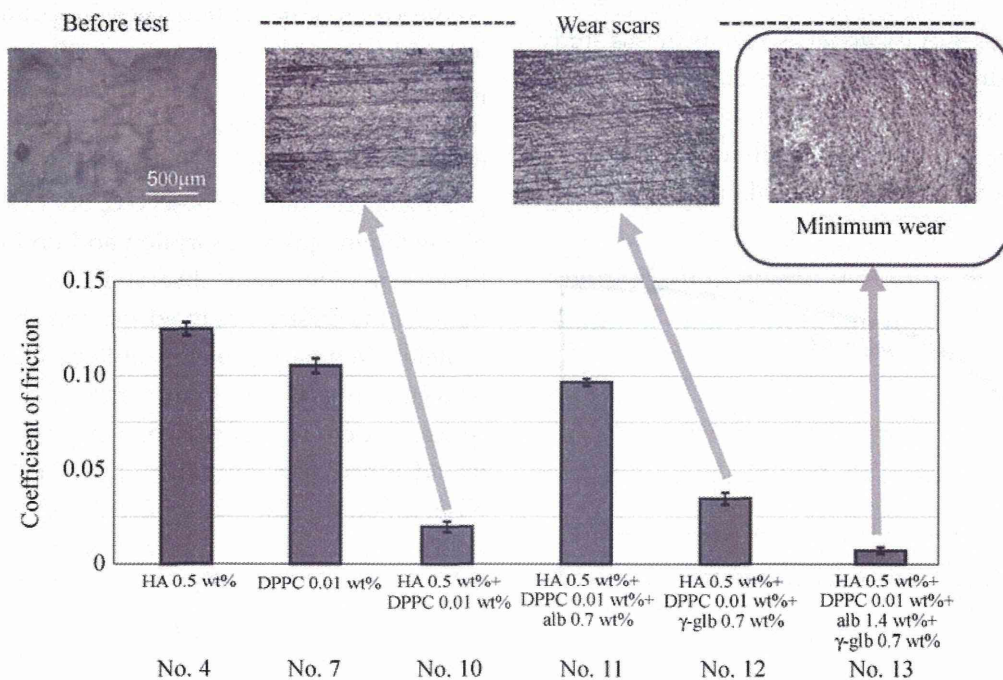 Before test
Wear scars
500μm
Minimum wear
Coefficient of friction
0.15
0.10
0.05
0
HA 0.5 wt%
DPPC 0.01 wt%
HA 0.5 wt%+
DPPC 0.01 wt%
HA 0.5 wt%+
DPPC 0.01 wt%+
alb 0.7 wt%
HA 0.5 wt%+
DPPC 0.01 wt%+
γ-glb 0.7 wt%
HA 0.5 wt%+
DPPC 0.01 wt%+
alb 1.4 wt%+
γ-glb 0.7 wt%
No. 4
No. 7
No. 10
No. 11
No. 12
No. 13